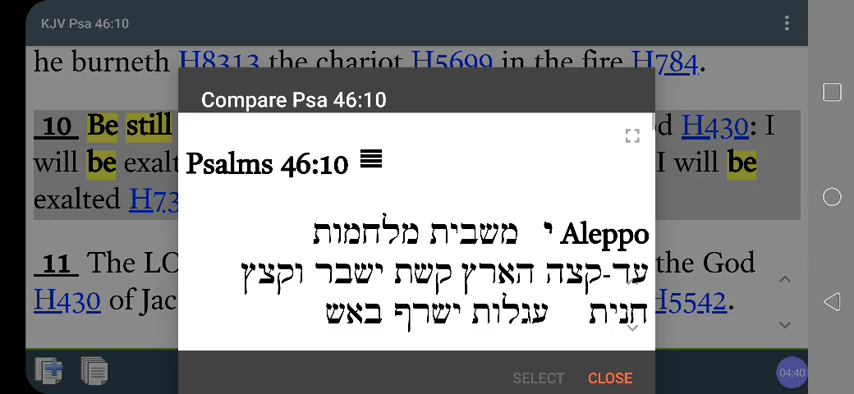 KJV Psa 46:10
he burneth H8313 the chariot H5699 in the fire H784.
Compare Psa 46:10
10 Be still
d H430: I
will be exalt
I will be
exalted H73
Psalms 46:10
Aleppo י משבית מלחמות
עד-קצה הארץ קשת ישבר וקצץ
חנית עגלות ישרף באש
11 The LO
the God
H430 of Jac
H5542.
SELECT CLOSE
04:40